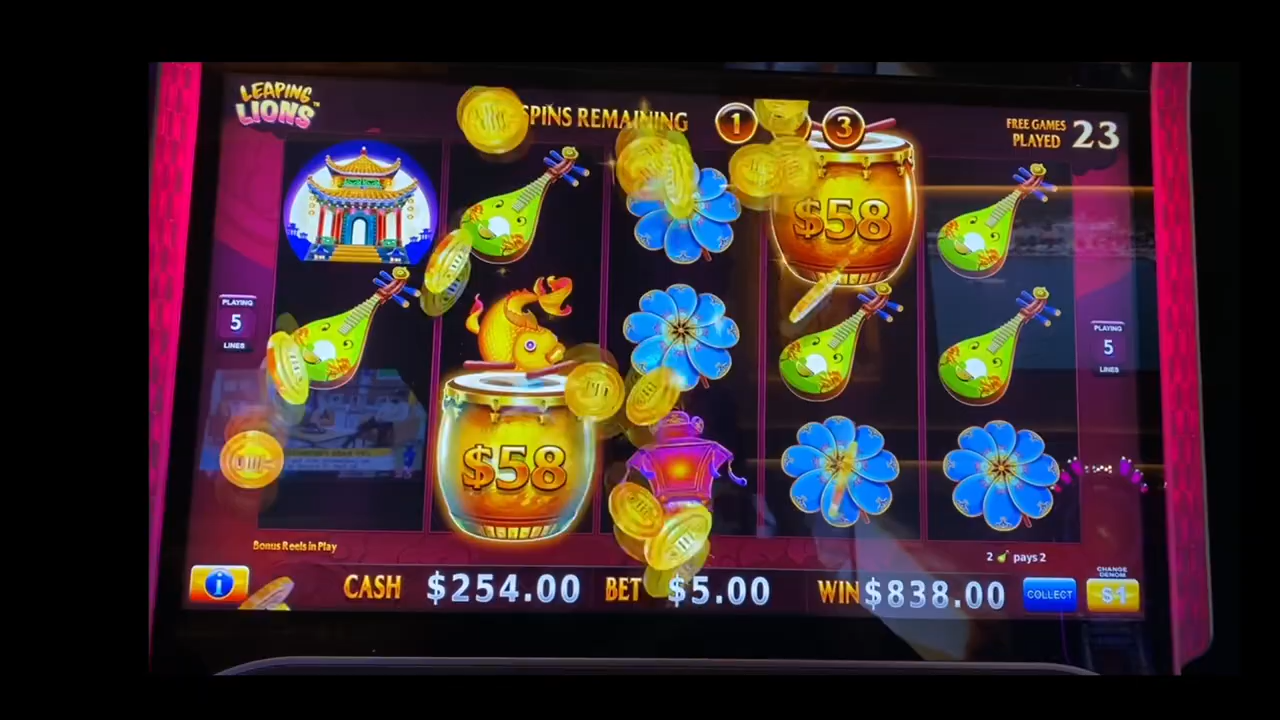 LEAPING
LIONS™
SPINS REMAINING
1
3
FREE GAMES
PLAYED
23
$58
PLAYING
5
LINES
PLAYING
5
LINES
$58
Bonus Reels in Play
2 pays 2
CASH $254.00 BET $5.00 WIN $838.00
COLLECT
CHANGE
DENOM
$1